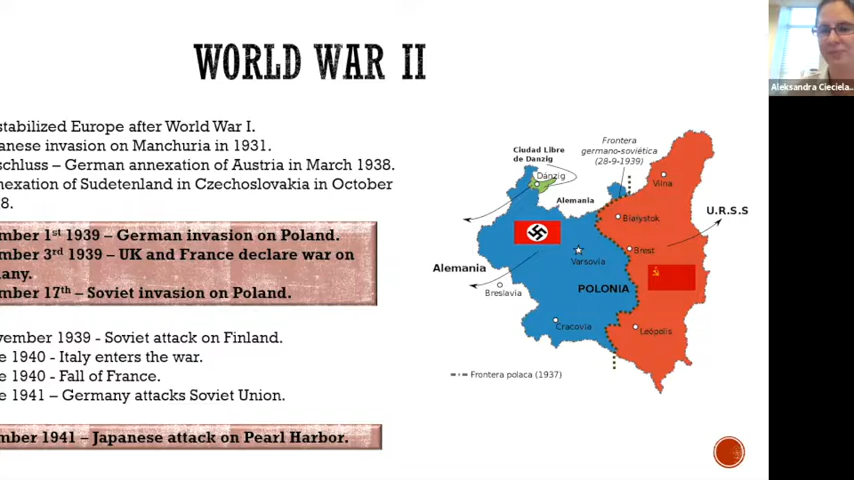 WORLD WAR II
stabilized Europe after World War I.
anese invasion on Manchuria in 1931.
schluss – German annexation of Austria in March 1938.
nexation of Sudetenland in Czechoslovakia in October
8.
mber 1st 1939 – German invasion on Poland.
mber 3rd 1939 – UK and France declare war on
any.
mber 17th – Soviet invasion on Poland.
vember 1939 - Soviet attack on Finland.
e 1940 - Italy enters the war.
e 1940 - Fall of France.
e 1941 – Germany attacks Soviet Union.
mber 1941 – Japanese attack on Pearl Harbor.
Ciudad Libre
de Danzig
Frontera
germano-soviética
(28-9-1939)
Dánzig
Vilna
Alemania
Białystok
U.R.S.S
Brest
Varsovia
Alemania
Breslavia
POLONIA
Cracovia
Leópolis
Frontera polaca (1937)
Aleksandra Ciecieła...